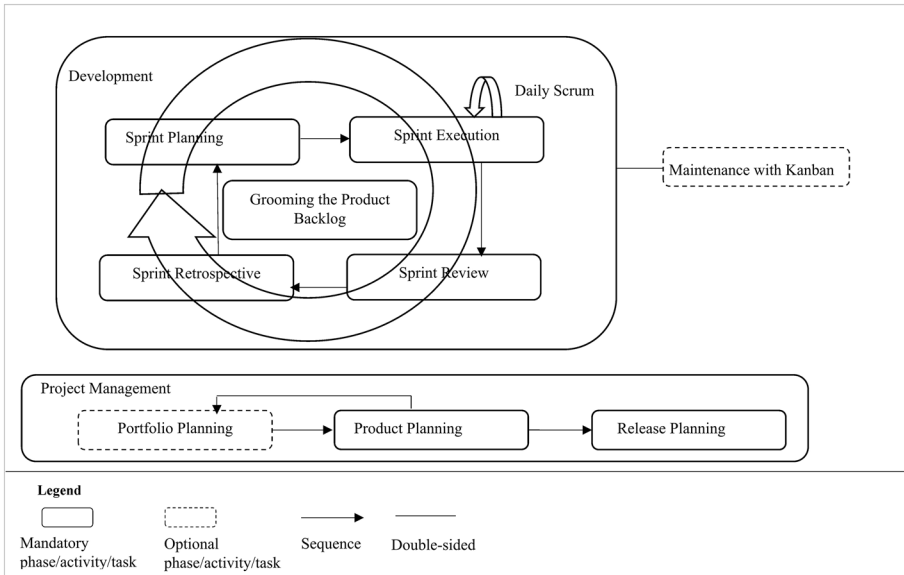 Development
Daily Scrum
Sprint Planning
Sprint Execution
Maintenance with Kanban
Grooming the Product
Backlog
Sprint Retrospective
Sprint Review
Project Management
Portfolio Planning
Product Planning
Release Planning
Legend
Mandatory
phase/activity/task
Optional
phase/activity/task
Sequence
Double-sided